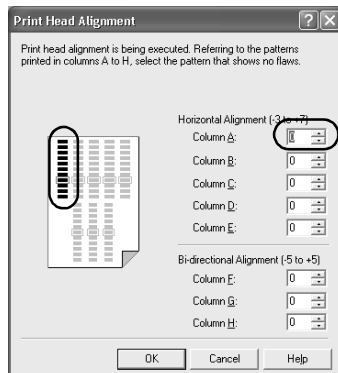 Print Head Alignment
Print head alignment is being executed. Referring to the patterns
printed in columns A to H, select the pattern that shows no flaws.
Horizontal Alignment (-3 to +7)
Column A: 0
Column B: 0
Column C: 0
Column D: 0
Column E: 0
Bi-directional Alignment (-5 to +5)
Column F: 0
Column G: 0
Column H: 0
OK Cancel Help